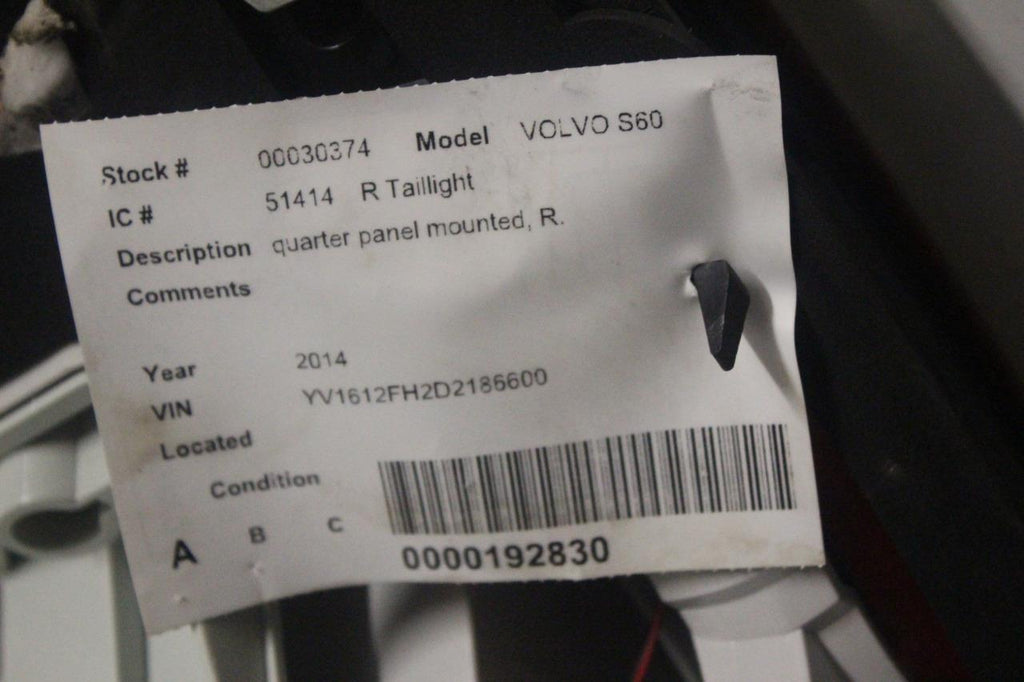 Stock # 00030374 Model VOLVO S60
IC # 51414 R Taillight
Description quarter panel mounted, R.
Comments
Year 2014
VIN YV1612FH2D2186600
Located
Condition
A B C
0000192830